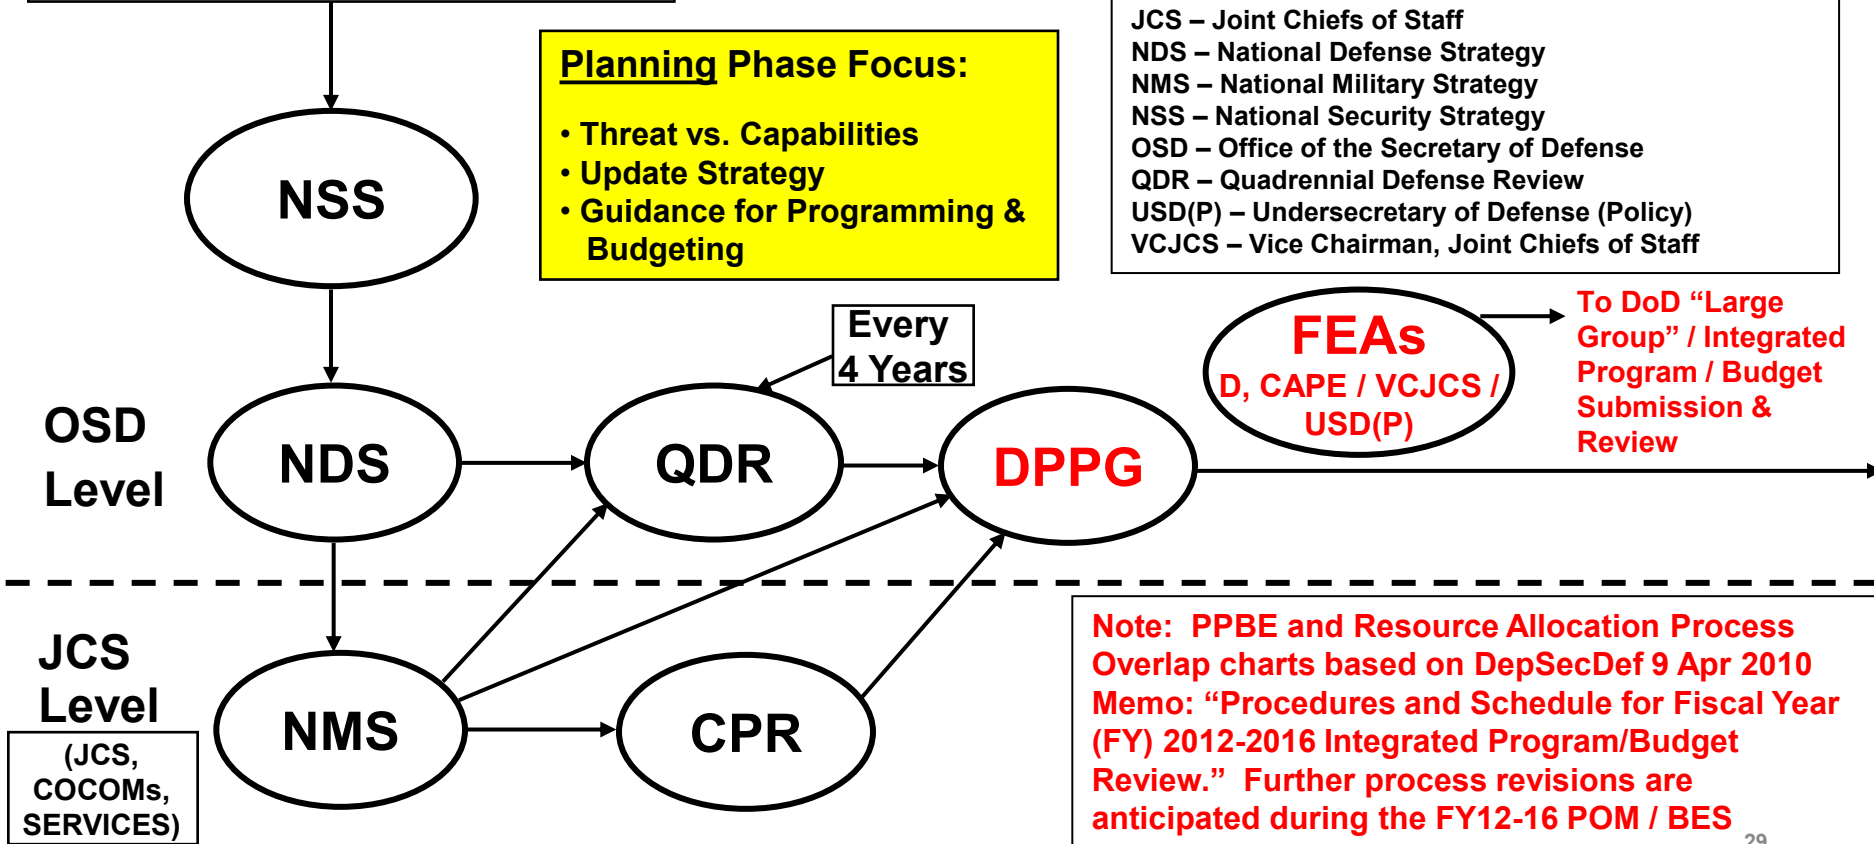 JCS – Joint Chiefs of Staff
NDS – National Defense Strategy
NMS – National Military Strategy
NSS – National Security Strategy
OSD – Office of the Secretary of Defense
QDR – Quadrennial Defense Review
USD(P) – Undersecretary of Defense (Policy)
VCJCS – Vice Chairman, Joint Chiefs of Staff
Planning Phase Focus:
• Threat vs. Capabilities
• Update Strategy
• Guidance for Programming &
Budgeting
NSS
Every
4 Years
FEAs
D, CAPE / VCJCS /
USD(P)
To DoD “Large
Group” / Integrated
Program / Budget
Submission &
Review
OSD
Level
NDS
QDR
DPPG
JCS
Level
(JCS,
COCOMs,
SERVICES)
NMS
CPR
Note: PPBE and Resource Allocation Process
Overlap charts based on DepSecDef 9 Apr 2010
Memo: “Procedures and Schedule for Fiscal Year
(FY) 2012-2016 Integrated Program/Budget
Review.” Further process revisions are
anticipated during the FY12-16 POM / BES
29